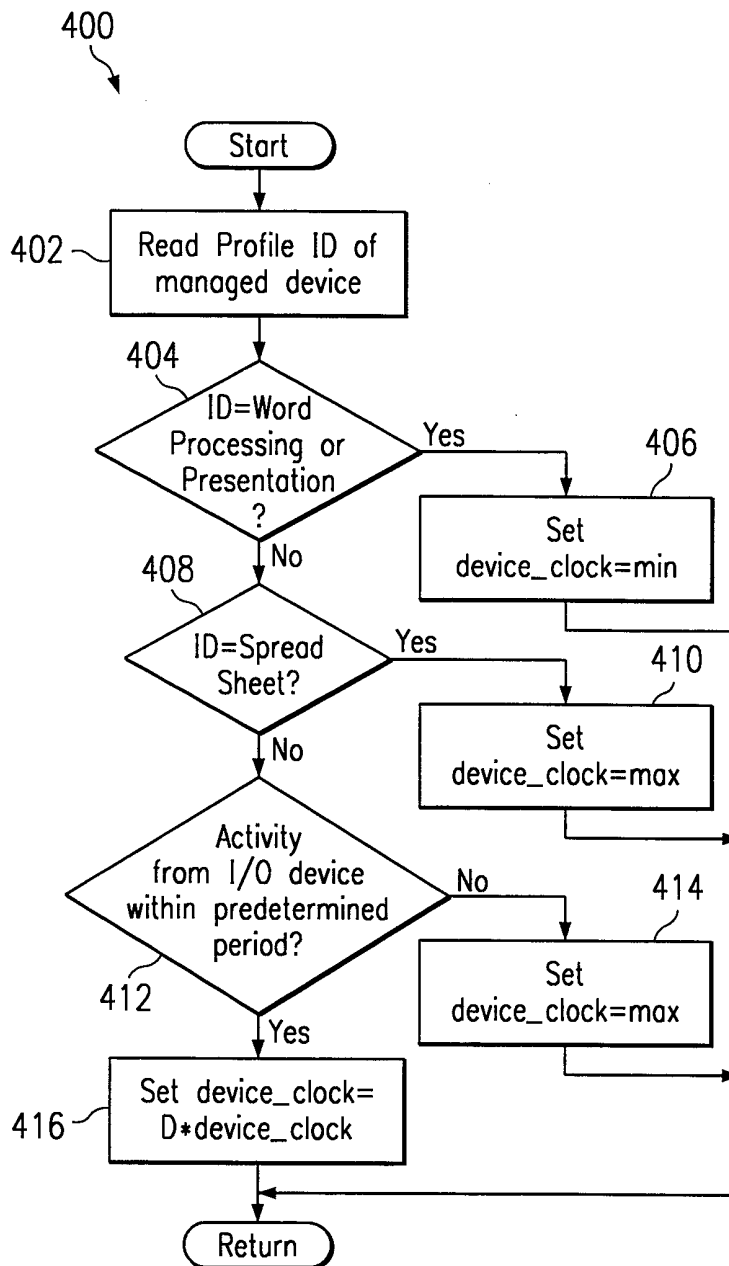 400
Start
402
Read Profile ID of
managed device
404
ID=Word
Processing or
Presentation
?
Yes
No
406
Set
device_clock=min
408
ID=Spread
Sheet?
Yes
No
410
Set
device_clock=max
Activity
from I/O device
within predetermined
period?
412
No
Yes
414
Set
device_clock=max
416
Set device_clock=
D*device_clock
Return